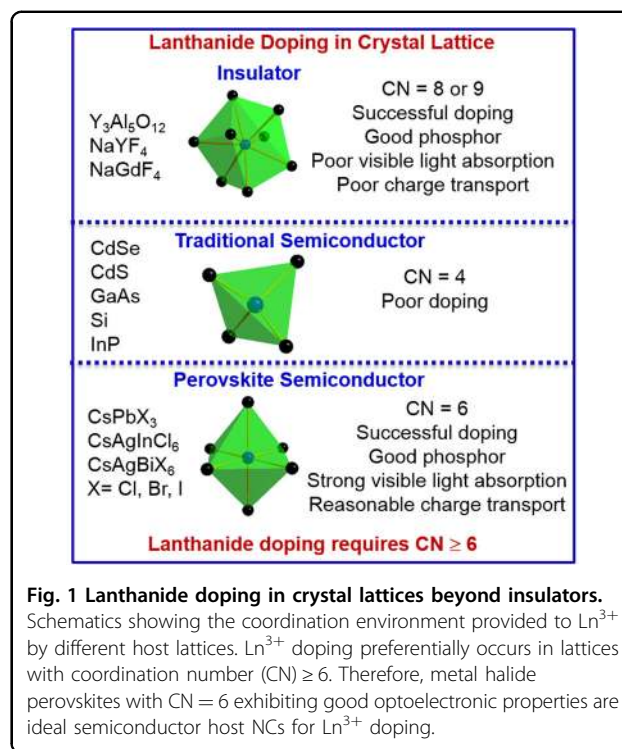 Lanthanide Doping in Crystal Lattice
Insulator
Y₃Al₅O₁₂
NaYF₄
NaGdF₄
CN = 8 or 9
Successful doping
Good phosphor
Poor visible light absorption
Poor charge transport
Traditional Semiconductor
CdSe
CdS
GaAs
Si
InP
CN = 4
Poor doping
Perovskite Semiconductor
CsPbX₃
CsAgInCl₆
CsAgBiX₆
X= Cl, Br, I
CN = 6
Successful doping
Good phosphor
Strong visible light absorption
Reasonable charge transport
Lanthanide doping requires CN ≥ 6
Fig. 1 Lanthanide doping in crystal lattices beyond insulators.
Schematics showing the coordination environment provided to Ln³⁺
by different host lattices. Ln³⁺ doping preferentially occurs in lattices
with coordination number (CN) ≥ 6. Therefore, metal halide
perovskites with CN = 6 exhibiting good optoelectronic properties are
ideal semiconductor host NCs for Ln³⁺ doping.